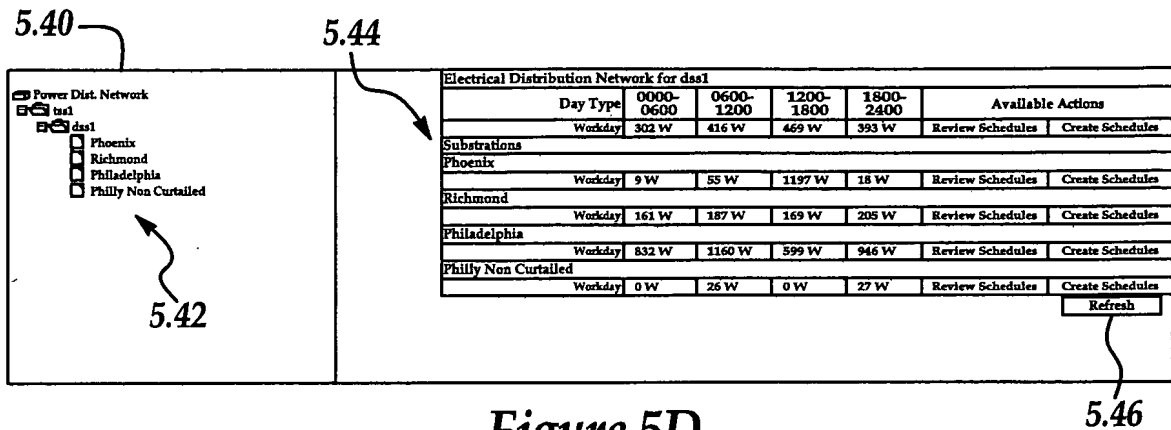 5.40
5.44
Power Dist. Network
tss1
dss1
Phoenix
Richmond
Philadelphia
Philly Non Curtailed
5.42
Electrical Distribution Network for dss1
Day Type 0000-0600 0600-1200 1200-1800 1800-2400 Available Actions
Workday 302 W 416 W 469 W 393 W Review Schedules Create Schedules
Substrations
Phoenix
Workday 9 W 55 W 1197 W 18 W Review Schedules Create Schedules
Richmond
Workday 161 W 187 W 169 W 205 W Review Schedules Create Schedules
Philadelphia
Workday 832 W 1160 W 599 W 946 W Review Schedules Create Schedules
Philly Non Curtailed
Workday 0 W 26 W 0 W 27 W Review Schedules Create Schedules
Refresh
5.46
Figure 5D